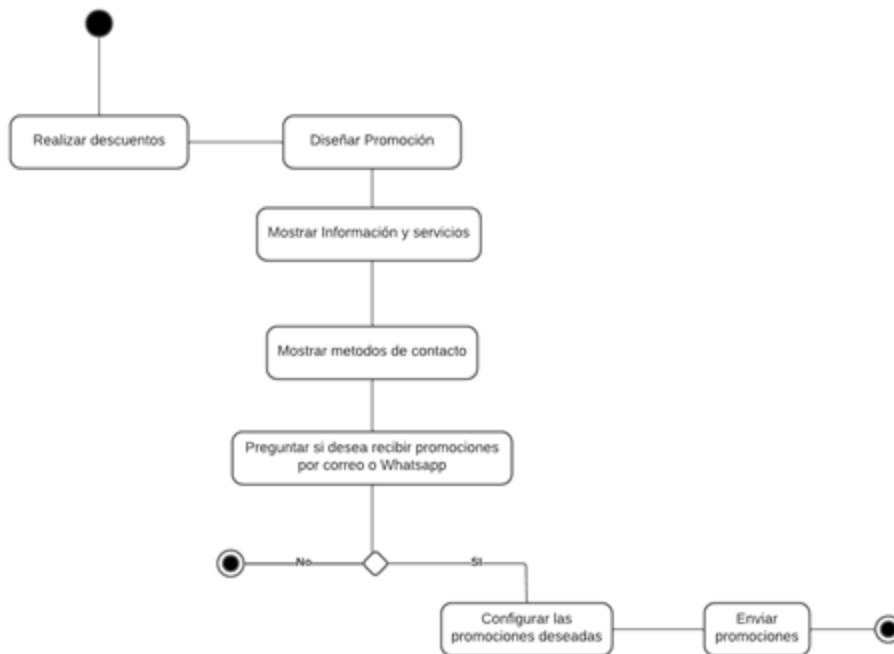 Realizar descuentos
Diseñar Promoción
Mostrar Información y servicios
Mostrar metodos de contacto
Preguntar si desea recibir promociones
por correo o Whatsapp
No
SI
Configurar las
promociones deseadas
Enviar
promociones